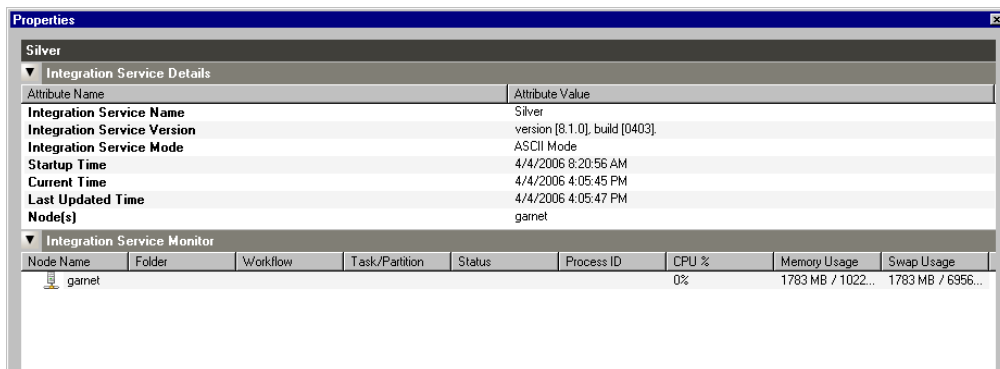 Properties
Silver
Integration Service Details
Attribute Name Attribute Value
Integration Service Name Silver
Integration Service Version version [8.1.0], build [0403].
Integration Service Mode ASCII Mode
Startup Time 4/4/2006 8:20:56 AM
Current Time 4/4/2006 4:05:45 PM
Last Updated Time 4/4/2006 4:05:47 PM
Node(s) garnet
Integration Service Monitor
Node Name Folder Workflow Task/Partition Status Process ID CPU % Memory Usage Swap Usage
garnet 0% 1783 MB / 1022... 1783 MB / 6956...